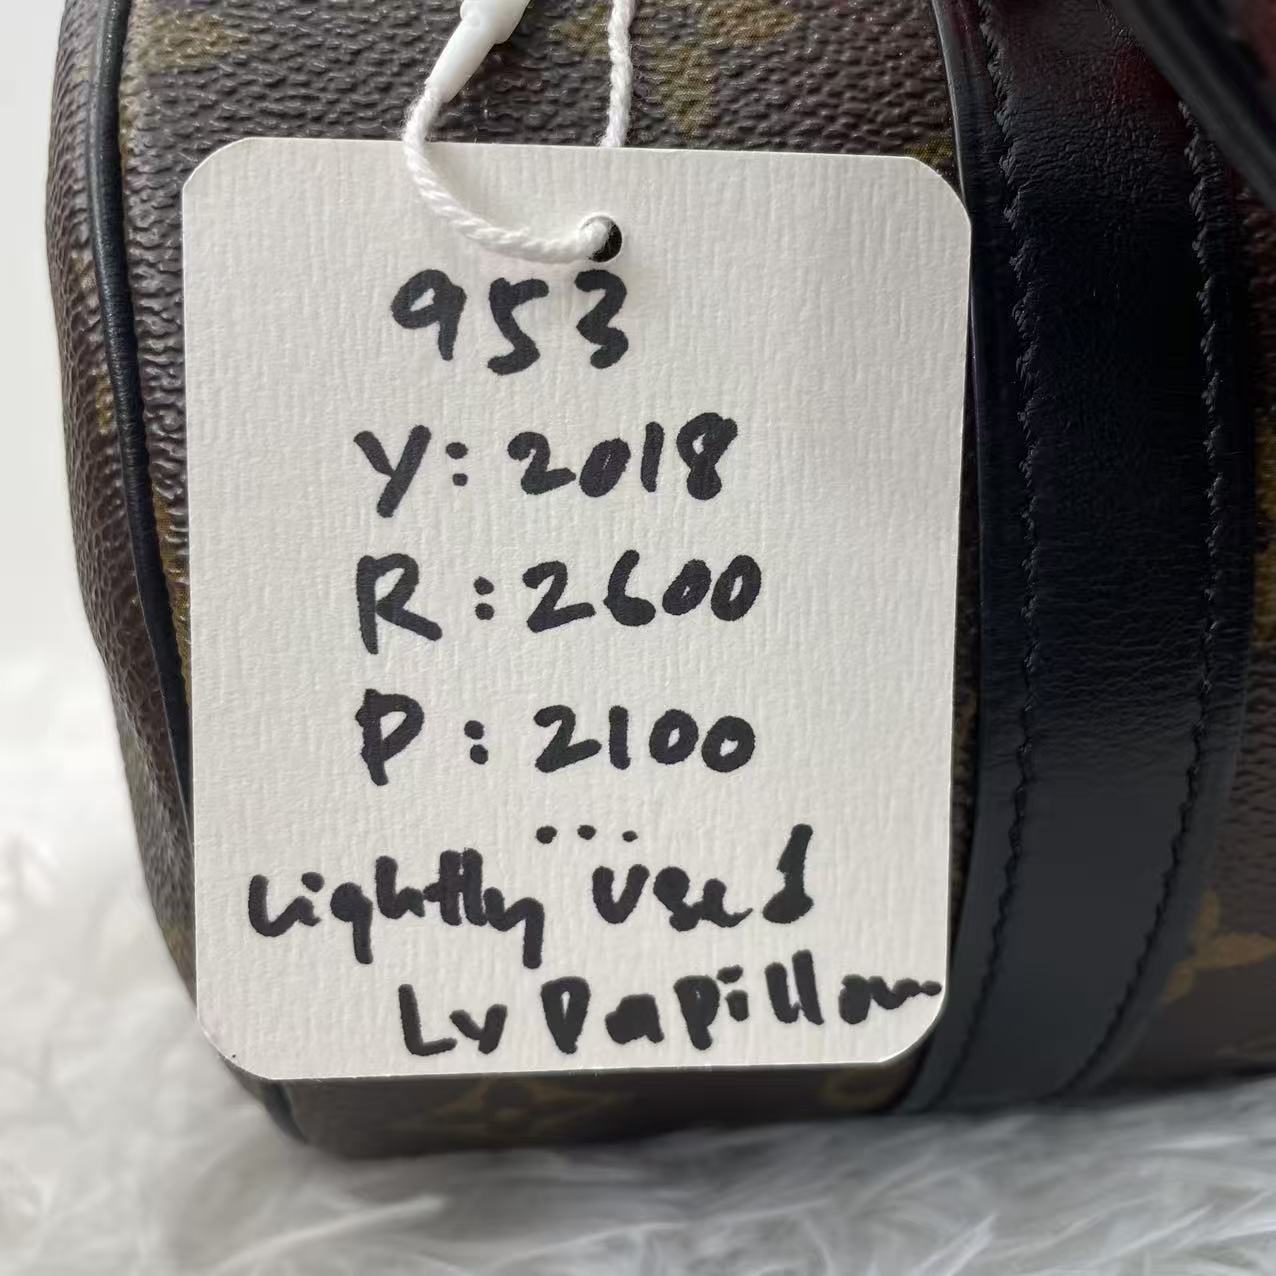 953
Y: 2018
R: 2600
P: 2100
...
Lightly used
LV Papillon